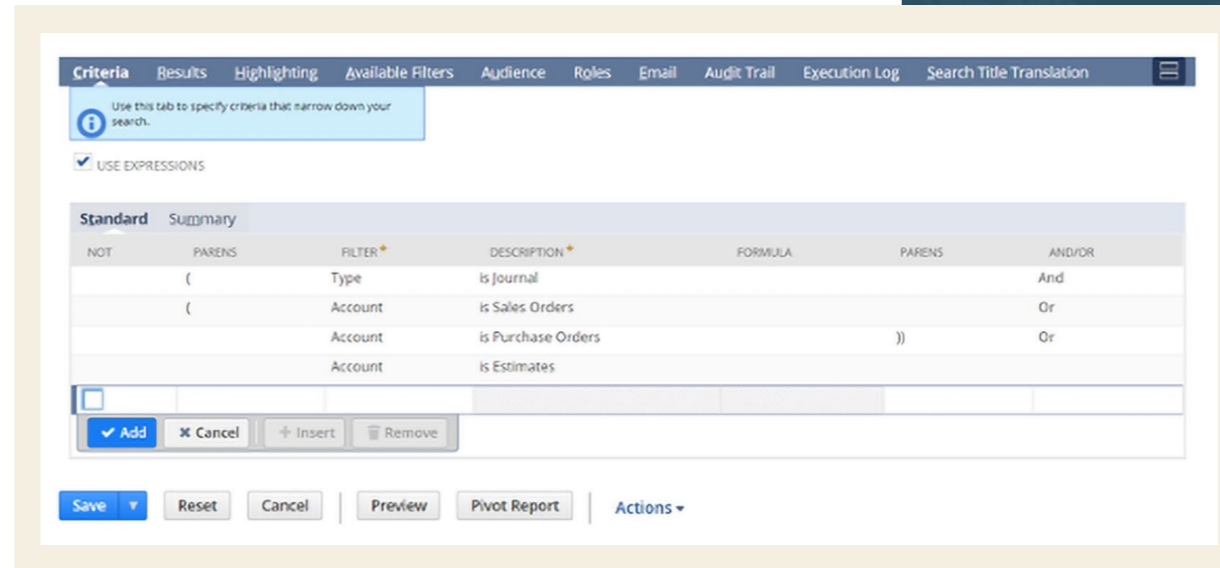 Criteria Results Highlighting Available Filters Audience Roles Email Audit Trail Execution Log Search Title Translation
Use this tab to specify criteria that narrow down your
search.
USE EXPRESSIONS
Standard Summary
NOT PARENS FILTER* DESCRIPTION* FORMULA PARENS AND/OR
( Type is Journal And
( Account is Sales Orders Or
Account is Purchase Orders )) Or
Account is Estimates
Add Cancel + Insert Remove
Save Reset Cancel Preview Pivot Report Actions